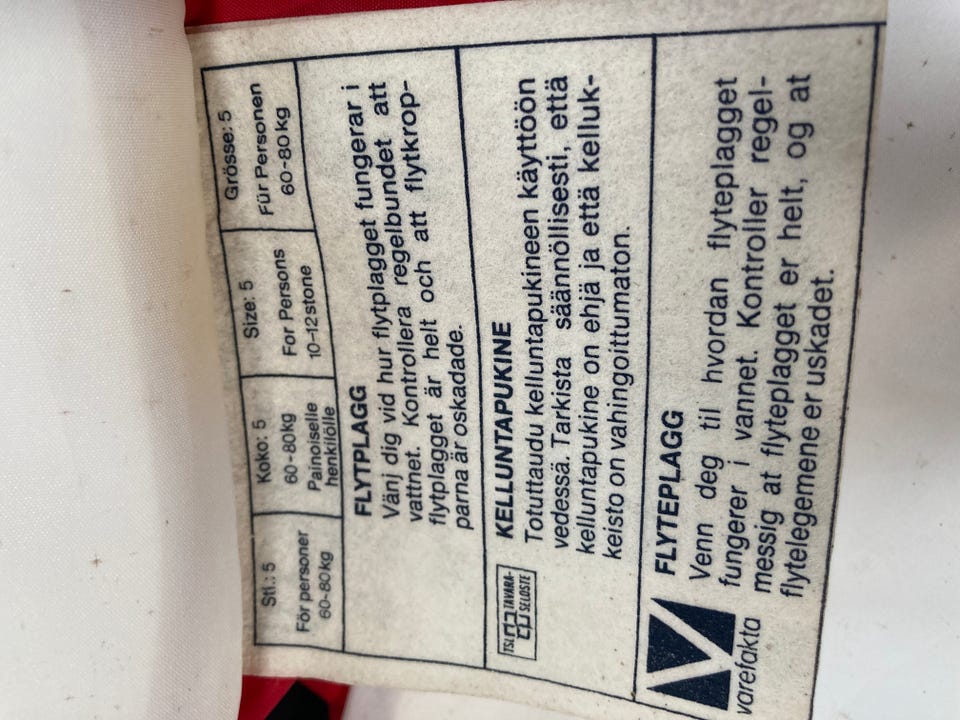 Stl.: 5
För personer
60-80kg
Koko: 5
60-80kg
Painoiselle
henkilölle
Size: 5
For Persons
10-12stone
Grösse: 5
Für Personen
60-80kg
FLYTPLAGG
Vänj dig vid hur flytplagget fungerar i
vattnet. Kontrollera regelbundet att
flytplagget är helt och att flytkrop-
parna är oskadade.
TSL TAVARA-
SELOSTE
KELLUNTAPUKINE
Totuttaudu kelluntapukineen käyttöön
vedessä. Tarkista säännöllisesti, että
kelluntapukine on ehjä ja että kelluk-
keisto on vahingoittumaton.
varefakta
FLYTEPLAGG
Venn deg til hvordan flyteplagget
fungerer i vannet. Kontroller regel-
messig at flyteplagget er helt, og at
flytelegemene er uskadet.